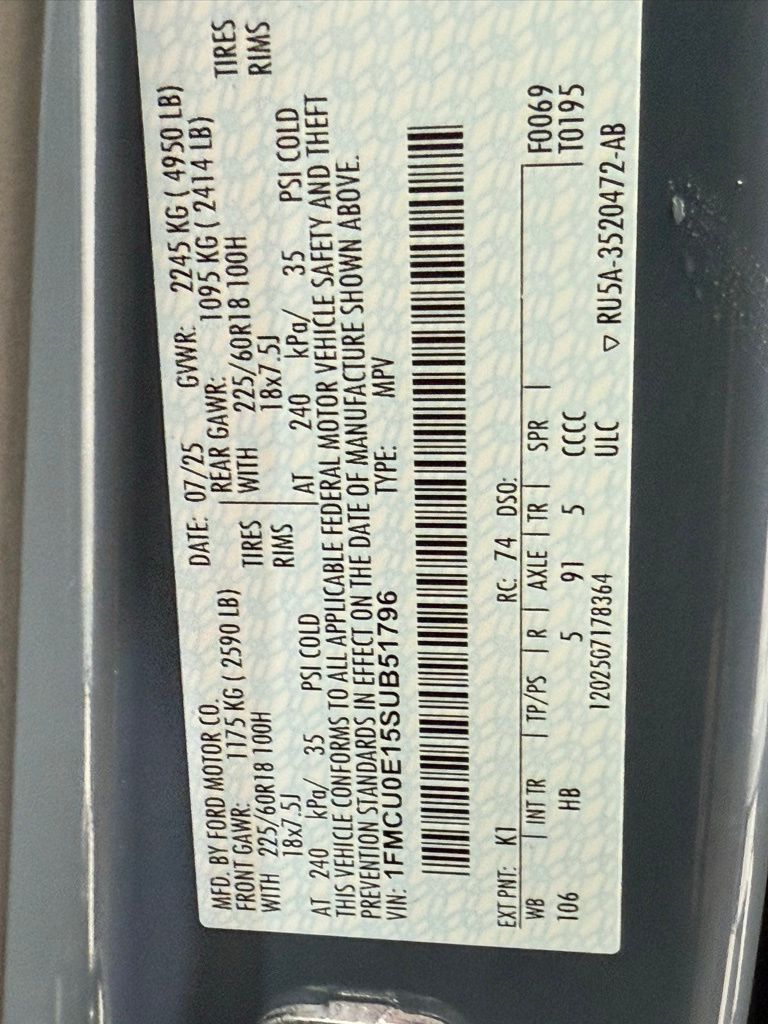 MFD. BY FORD MOTOR CO.
DATE: 07/25 GVWR: 2245 KG ( 4950 LB)
FRONT GAWR: 1175 KG ( 2590 LB) REAR GAWR: 1095 KG ( 2414 LB)
WITH 225/60R18 100H TIRES WITH 225/60R18 100H TIRES
18x7.5J RIMS 18x7.5J RIMS
AT 240 kPa/ 35 PSI COLD AT 240 kPa/ 35 PSI COLD
THIS VEHICLE CONFORMS TO ALL APPLICABLE FEDERAL MOTOR VEHICLE SAFETY AND THEFT
PREVENTION STANDARDS IN EFFECT ON THE DATE OF MANUFACTURE SHOWN ABOVE.
VIN: 1FMCU0E15SUB51796 TYPE: MPV
EXT PNT: K1 RC: 74 DSO:
WB INT TR TP/PS R AXLE TR SPR F0069
106 HB 5 91 5 CCCC T0195
1202507178364 ULC
▽ RU5A-3520472-AB